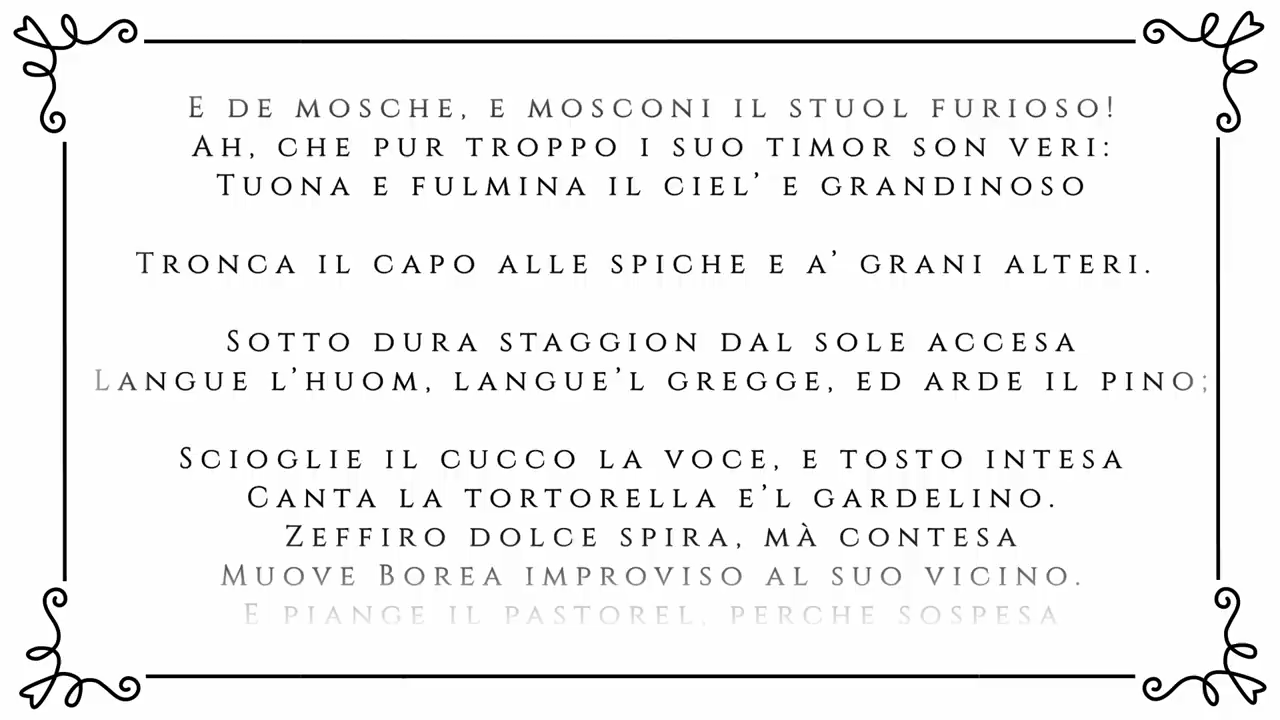 E DE MOSCHE, E MOSCONI IL STUOL FURIOSO!
AH, CHE PUR TROPPO I SUO TIMOR SON VERI:
TUONA E FULMINA IL CIEL' E GRANDINOSO
TRONCA IL CAPO ALLE SPICHE E A' GRANI ALTERI.
SOTTO DURA STAGGION DAL SOLE ACCESA
LANGUE L'HUOM, LANGUE'L GREGGE, ED ARDE IL PINO;
SCIOGLIE IL CUCCO LA VOCE, E TOSTO INTESA
CANTA LA TORTORELLA E'L GARDELINO.
ZEFFIRO DOLCE SPIRA, MÀ CONTESA
MUOVE BOREA IMPROVISO AL SUO VICINO.
E PIANGE IL PASTOREL, PERCHE SOSPESA